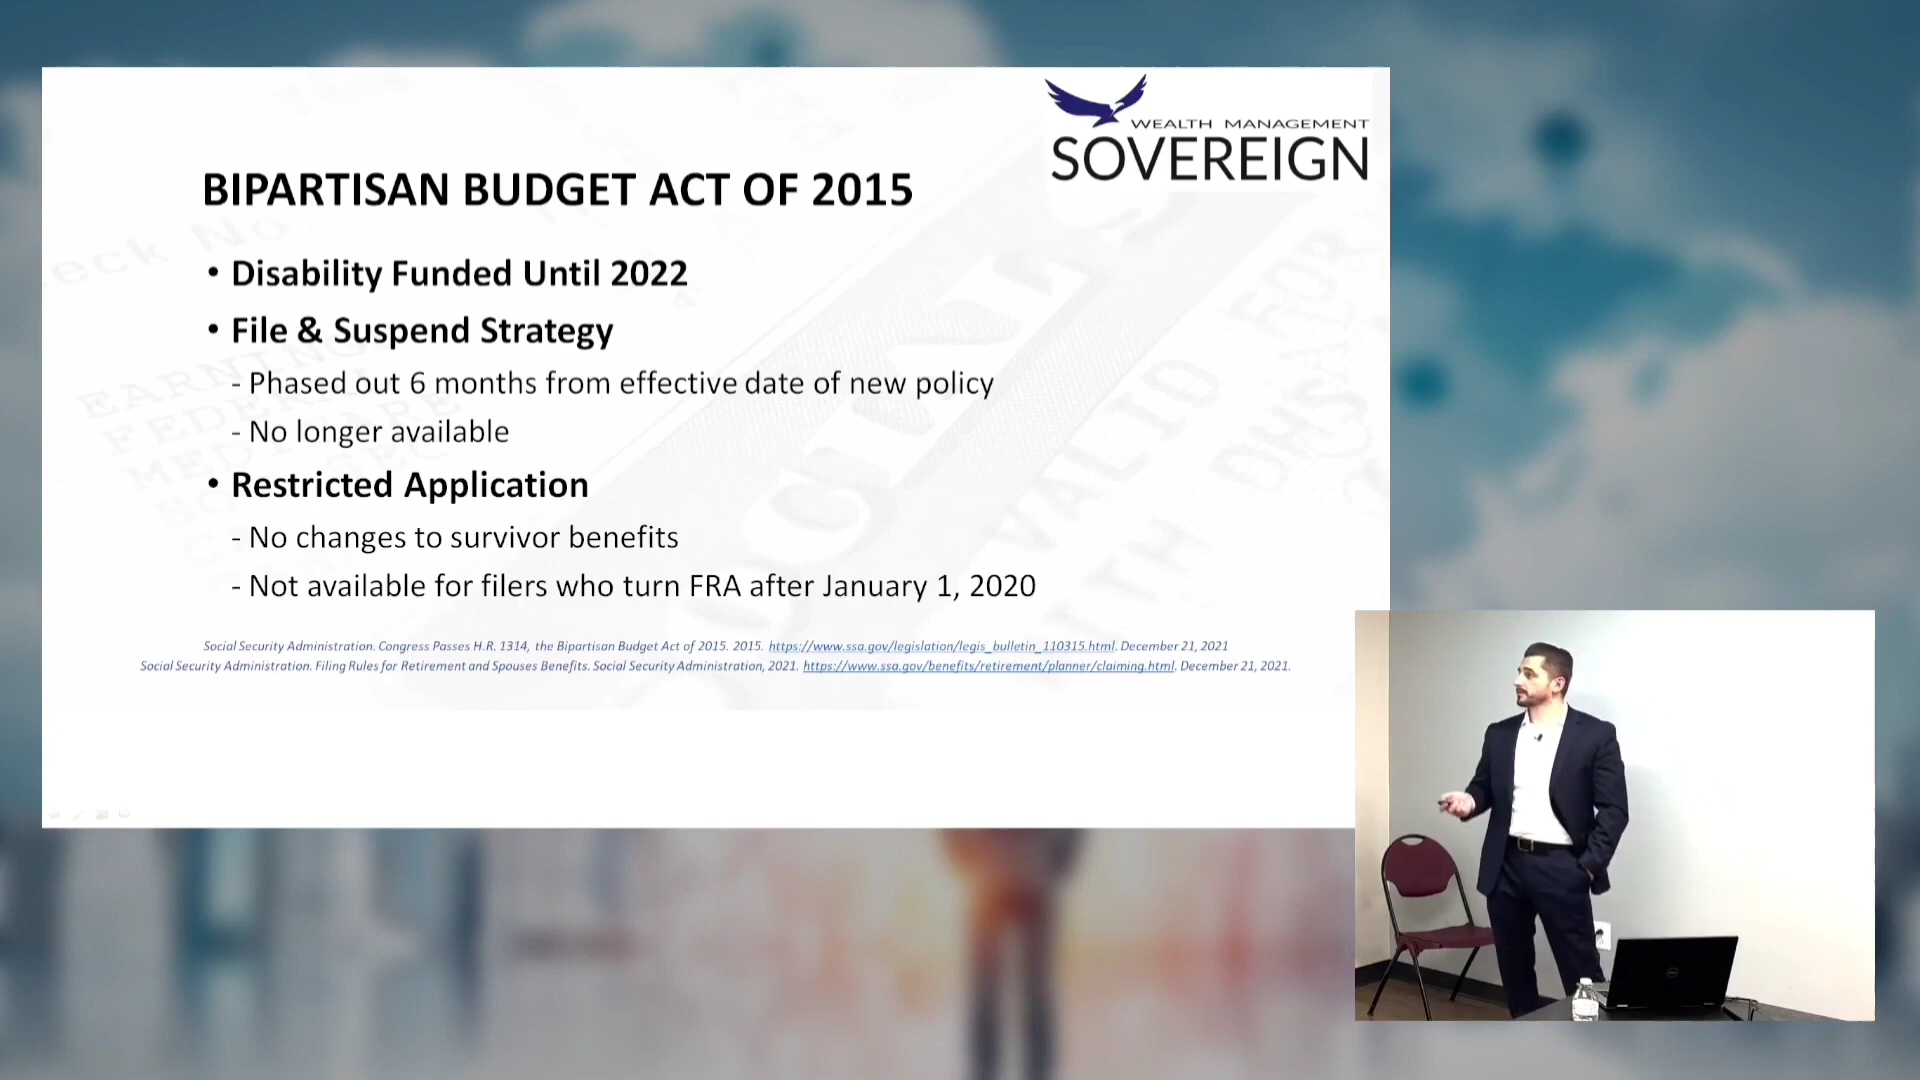 WEALTH MANAGEMENT
SOVEREIGN
BIPARTISAN BUDGET ACT OF 2015
• Disability Funded Until 2022
• File & Suspend Strategy
- Phased out 6 months from effective date of new policy
- No longer available
• Restricted Application
- No changes to survivor benefits
- Not available for filers who turn FRA after January 1, 2020
Social Security Administration. Congress Passes H.R. 1314, the Bipartisan Budget Act of 2015. 2015. https://www.ssa.gov/legislation/legis_bulletin_110315.html. December 21, 2021
Social Security Administration. Filing Rules for Retirement and Spouses Benefits. Social Security Administration, 2021. https://www.ssa.gov/benefits/retirement/planner/claiming.html. December 21, 2021.